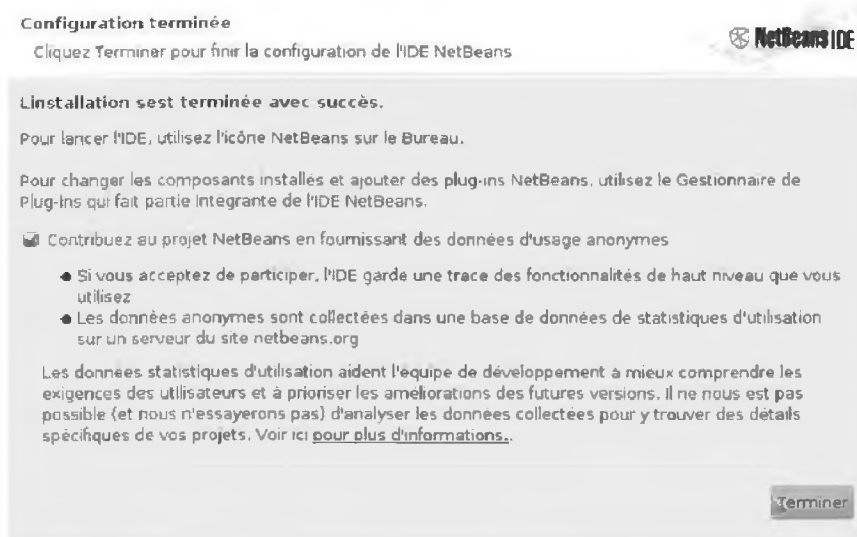 Configuration terminée
Cliquez Terminer pour finir la configuration de l'IDE NetBeans
NetBeans IDE
Linstallation sest terminée avec succès.
Pour lancer l'IDE, utilisez l'icône NetBeans sur le Bureau.
Pour changer les composants installés et ajouter des plug-ins NetBeans, utilisez le Gestionnaire de
Plug-Ins qui fait partie intégrante de l'IDE NetBeans.
Contribuez au projet NetBeans en fournissant des données d'usage anonymes
● Si vous acceptez de participer, l'IDE garde une trace des fonctionnalités de haut niveau que vous
utilisez
● Les données anonymes sont collectées dans une base de données de statistiques d'utilisation
sur un serveur du site netbeans.org
Les données statistiques d'utilisation aident l'équipe de développement à mieux comprendre les
exigences des utilisateurs et à prioriser les améliorations des futures versions. Il ne nous est pas
possible (et nous n'essayerons pas) d'analyser les données collectées pour y trouver des détails
spécifiques de vos projets. Voir ici pour plus d'informations..
Terminer